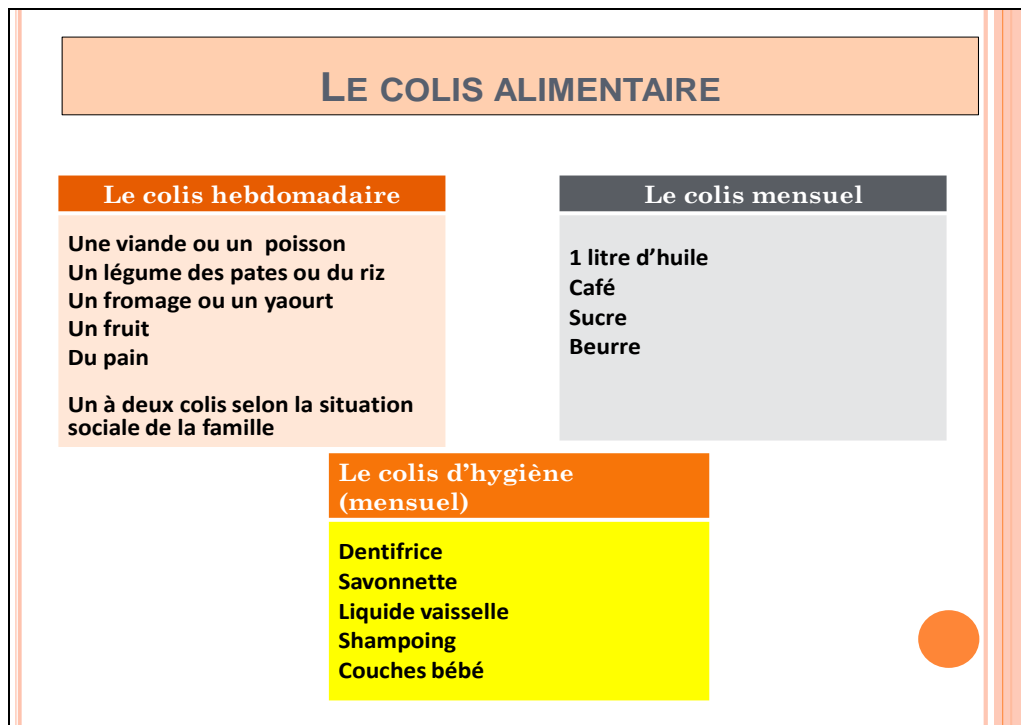 LE COLIS ALIMENTAIRE
Le colis hebdomadaire
Une viande ou un poisson
Un légume des pates ou du riz
Un fromage ou un yaourt
Un fruit
Du pain
Un à deux colis selon la situation
sociale de la famille
Le colis mensuel
1 litre d’huile
Café
Sucre
Beurre
Le colis d’hygiène
(mensuel)
Dentifrice
Savonnette
Liquide vaisselle
Shampoing
Couches bébé